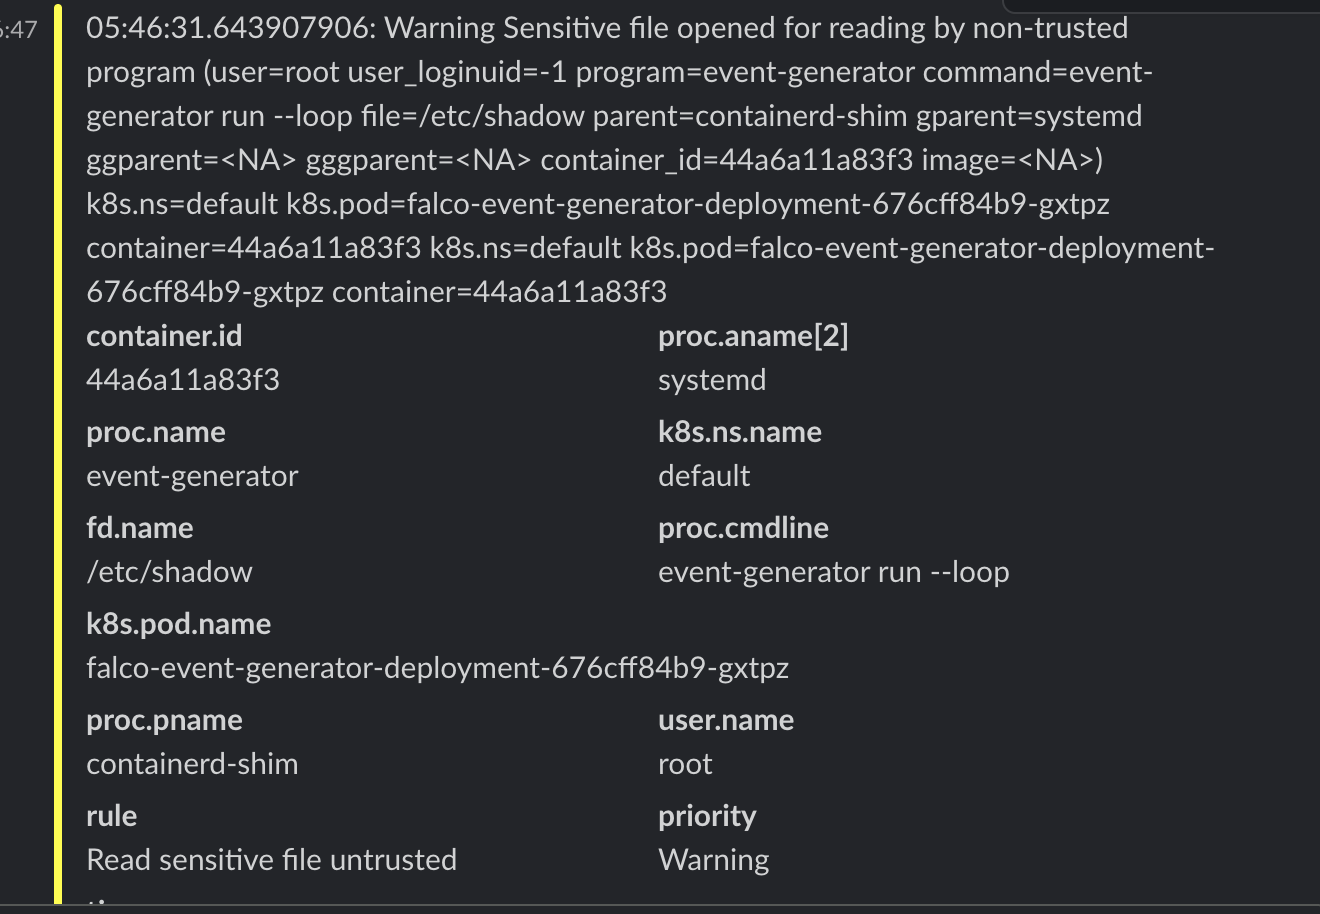 :47
05:46:31.643907906: Warning Sensitive file opened for reading by non-trusted
program (user=root user_loginuid=-1 program=event-generator command=event-
generator run --loop file=/etc/shadow parent=containerd-shim gparent=systemd
ggparent=<NA> gggparent=<NA> container_id=44a6a11a83f3 image=<NA>)
k8s.ns=default k8s.pod=falco-event-generator-deployment-676cff84b9-gxtpz
container=44a6a11a83f3 k8s.ns=default k8s.pod=falco-event-generator-deployment-
676cff84b9-gxtpz container=44a6a11a83f3
container.id proc.aname[2]
44a6a11a83f3 systemd
proc.name k8s.ns.name
event-generator default
fd.name proc.cmdline
/etc/shadow event-generator run --loop
k8s.pod.name
falco-event-generator-deployment-676cff84b9-gxtpz
proc.pname user.name
containerd-shim root
rule priority
Read sensitive file untrusted Warning